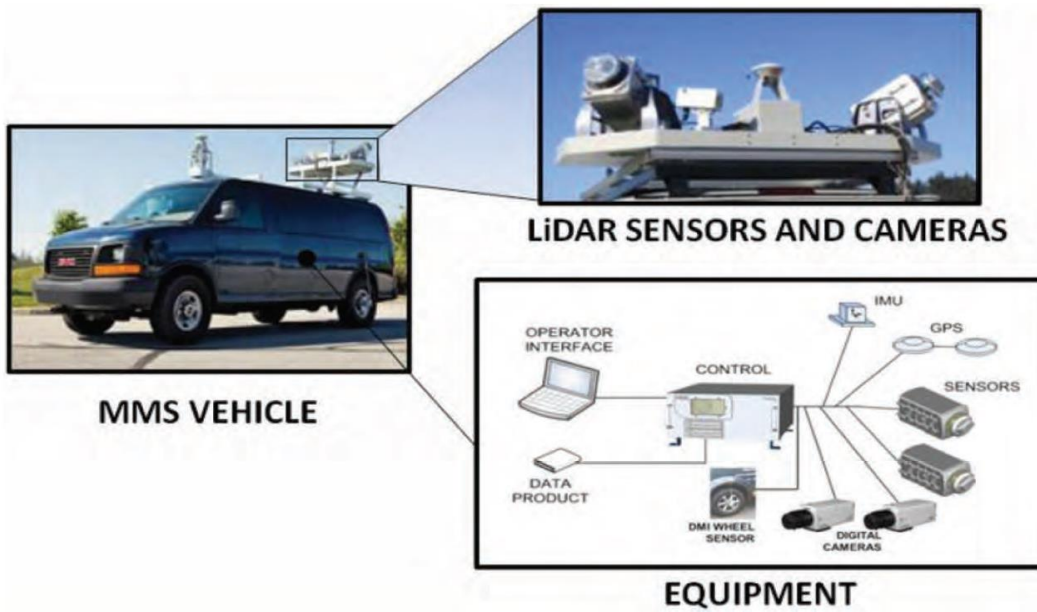 LiDAR SENSORS AND CAMERAS
MMS VEHICLE
GMC
OPERATOR
INTERFACE
CONTROL
IMU
GPS
SENSORS
DATA
PRODUCT
DMI WHEEL
SENSOR
DIGITAL
CAMERAS
EQUIPMENT